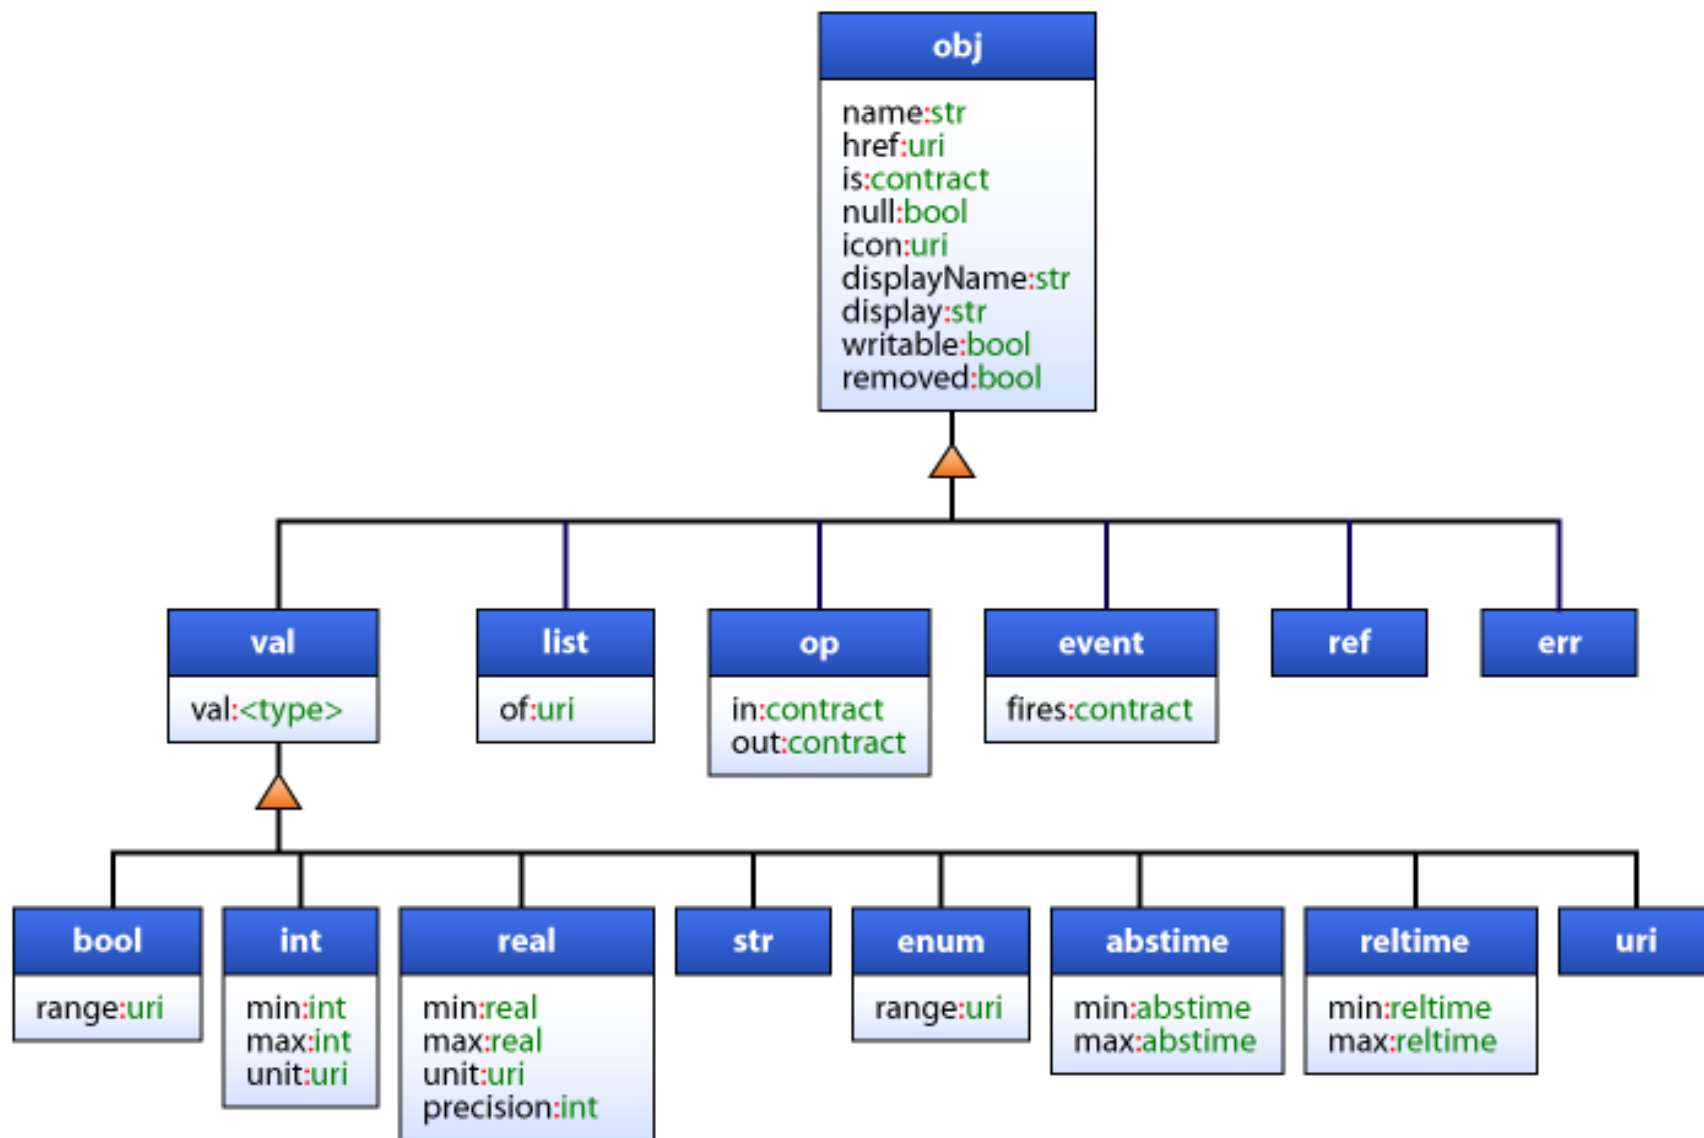 obj
name:str
href:uri
is:contract
null:bool
icon:uri
displayName:str
display:str
writable:bool
removed:bool
val
val:<type>
list
of:uri
op
in:contract
out:contract
event
fires:contract
ref
err
bool
range:uri
int
min:int
max:int
unit:uri
real
min:real
max:real
unit:uri
precision:int
str
enum
range:uri
abstime
min:abstime
max:abstime
reltime
min:reltime
max:reltime
uri